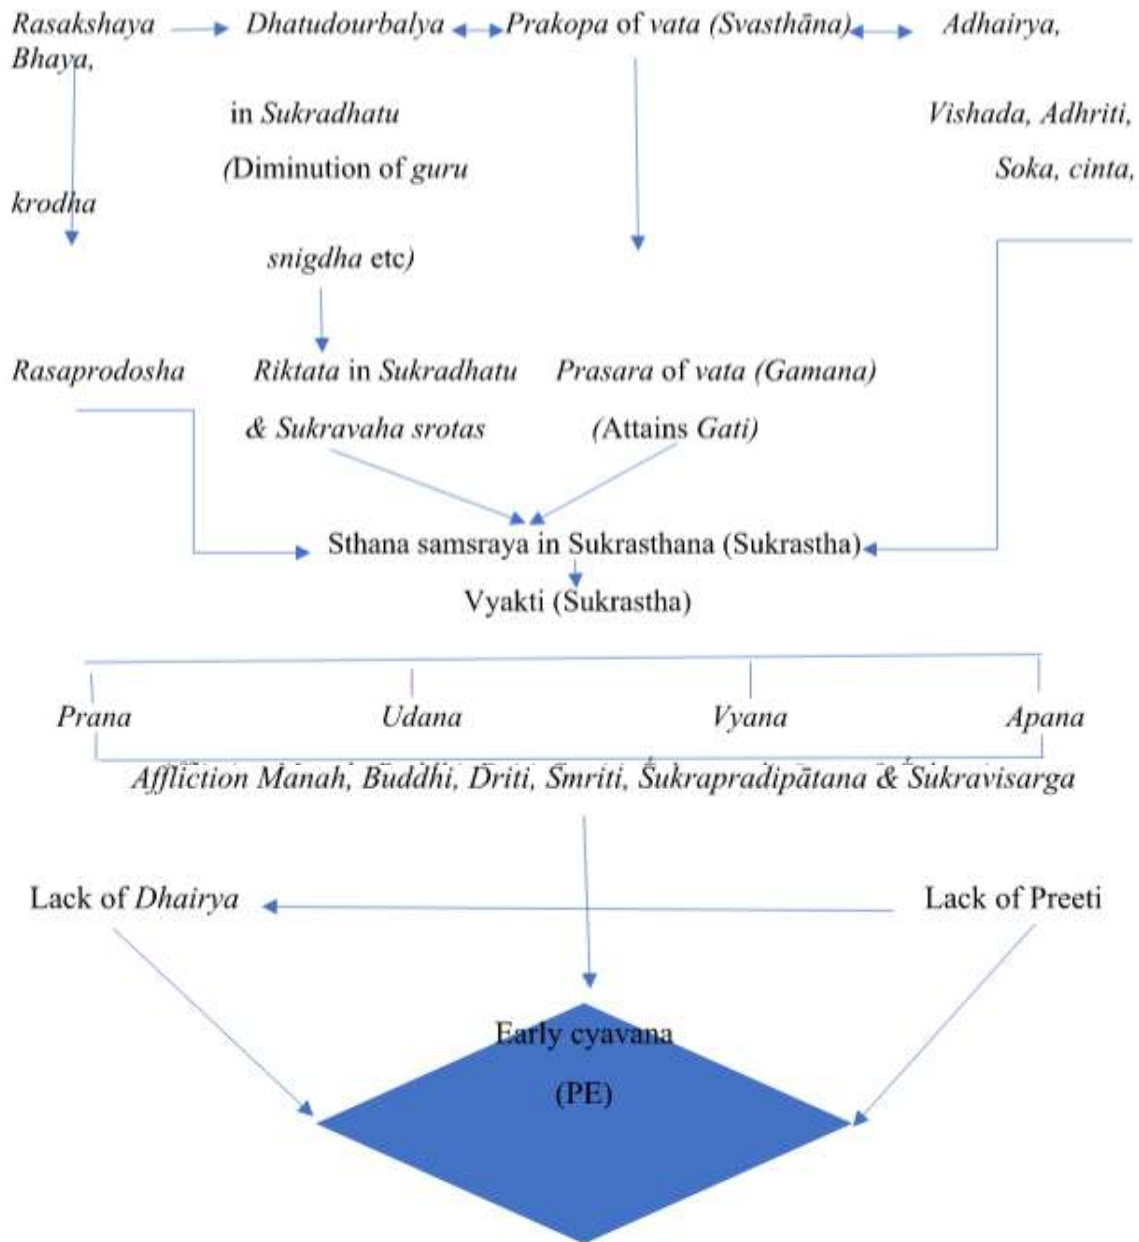 Rasakshaya Dhatudourbalya Prakopa of vata (Svasthāna) Adhairya,
Bhaya,
in Sukradhatu Vishada, Adhriti,
(Diminution of guru Soka, cinta,
krodha
snigdha etc)
Rasaprodosha Riktata in Sukradhatu Prasara of vata (Gamana)
& Sukravaha srotas (Attains Gati)
Sthana samsraya in Sukrasthana (Sukrastha)
Vyakti (Sukrastha)
Prana Udana Vyana Apana
Affliction Manah, Buddhi, Driti, Smriti, Śukrapradipātana & Śukravisarga
Lack of Dhairya Lack of Preeti
Early cyavana
(PE)